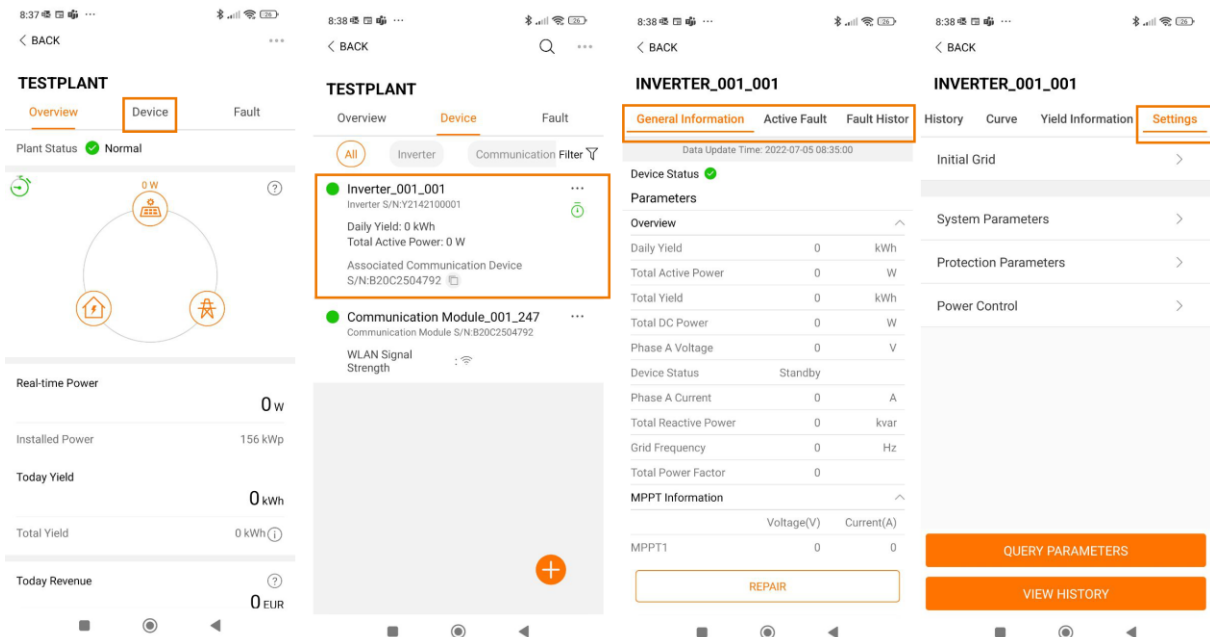 8:37 ···
26
< BACK
···
TESTPLANT
Overview Device Fault
Plant Status Normal
0 W
?
Real-time Power
0 W
Installed Power 156 kWp
Today Yield
0 kWh
Total Yield 0 kWh i
Today Revenue ?
0 EUR
8:38 ···
26
< BACK
···
TESTPLANT
Overview Device Fault
All Inverter Communication Filter
Inverter_001_001 ···
Inverter S/N:Y2142100001
Daily Yield: 0 kWh
Total Active Power: 0 W
Associated Communication Device
S/N:B20C2504792
Communication Module_001_247 ···
Communication Module S/N:B20C2504792
WLAN Signal
Strength :
+
8:38 ···
26
< BACK
INVERTER_001_001
General Information Active Fault Fault Histor
Data Update Time: 2022-07-05 08:35:00
Device Status
Parameters
Overview
Daily Yield 0 kWh
Total Active Power 0 W
Total Yield 0 kWh
Total DC Power 0 W
Phase A Voltage 0 V
Device Status Standby
Phase A Current 0 A
Total Reactive Power 0 kvar
Grid Frequency 0 Hz
Total Power Factor 0
MPPT Information
Voltage(V) Current(A)
MPPT1 0 0
REPAIR
8:38 ···
26
< BACK
INVERTER_001_001
History Curve Yield Information Settings
Initial Grid >
System Parameters >
Protection Parameters >
Power Control >
QUERY PARAMETERS
VIEW HISTORY